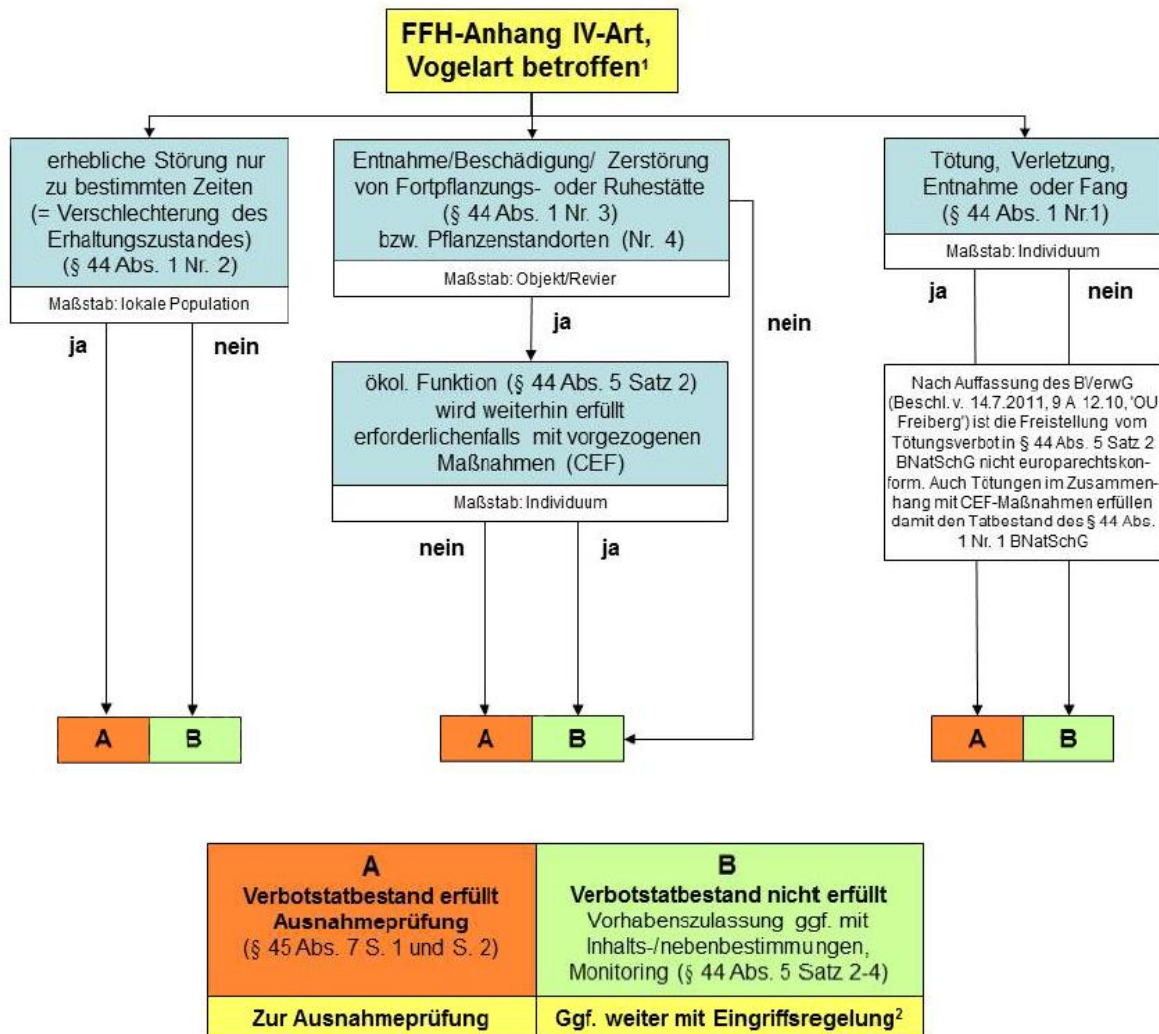 FFH-Anhang IV-Art,
Vogelart betroffen¹
erhebliche Störung nur
zu bestimmten Zeiten
(= Verschlechterung des
Erhaltungszustandes)
(§ 44 Abs. 1 Nr. 2)
Maßstab: lokale Population
ja
nein
Entnahme/Beschädigung/ Zerstörung
von Fortpflanzungs- oder Ruhestätte
(§ 44 Abs. 1 Nr. 3)
bzw. Pflanzenstandorten (Nr. 4)
Maßstab: Objekt/Revier
ja
nein
ökol. Funktion (§ 44 Abs. 5 Satz 2)
wird weiterhin erfüllt
erforderlichenfalls mit vorgezogenen
Maßnahmen (CEF)
Maßstab: Individuum
nein
ja
Tötung, Verletzung,
Entnahme oder Fang
(§ 44 Abs. 1 Nr.1)
Maßstab: Individuum
ja
nein
Nach Auffassung des BVerwG
(Beschl. v. 14.7.2011, 9 A 12.10, 'OU
Freiberg') ist die Freistellung vom
Tötungsverbot in § 44 Abs. 5 Satz 2
BNatSchG nicht europarechtskon-
form. Auch Tötungen im Zusammen-
hang mit CEF-Maßnahmen erfüllen
damit den Tatbestand des § 44 Abs.
1 Nr. 1 BNatSchG
A
B
A
B
A
B
A
Verbotstatbestand erfüllt
Ausnahmeprüfung
(§ 45 Abs. 7 S. 1 und S. 2)
B
Verbotstatbestand nicht erfüllt
Vorhabenszulassung ggf. mit
Inhalts-/nebenbestimmungen,
Monitoring (§ 44 Abs. 5 Satz 2-4)
Zur Ausnahmeprüfung
Ggf. weiter mit Eingriffsregelung²